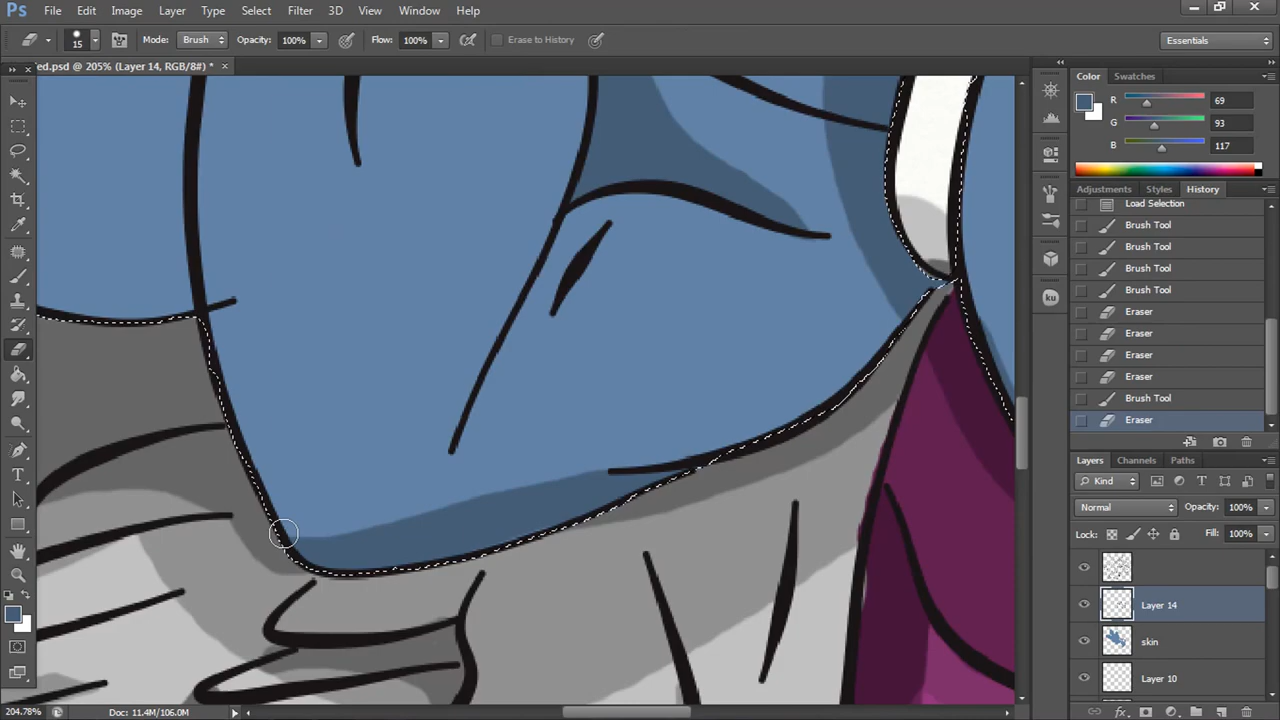 Ps File Edit Image Layer Type Select Filter 3D View Window Help
15 Mode: Brush Opacity: 100% Flow: 100% Erase to History Essentials
ed.psd @ 205% (Layer 14, RGB/8#) * ×
Color Swatches
R 69
G 93
B 117
Adjustments Styles History
Load Selection
Brush Tool
Brush Tool
Brush Tool
Brush Tool
Eraser
Eraser
Eraser
Eraser
Brush Tool
Eraser
ku
Layers Channels Paths
Kind
Normal Opacity: 100%
Lock: Fill: 100%
Layer 14
skin
Layer 10
fx
204.78% Doc: 11.4M/106.0M